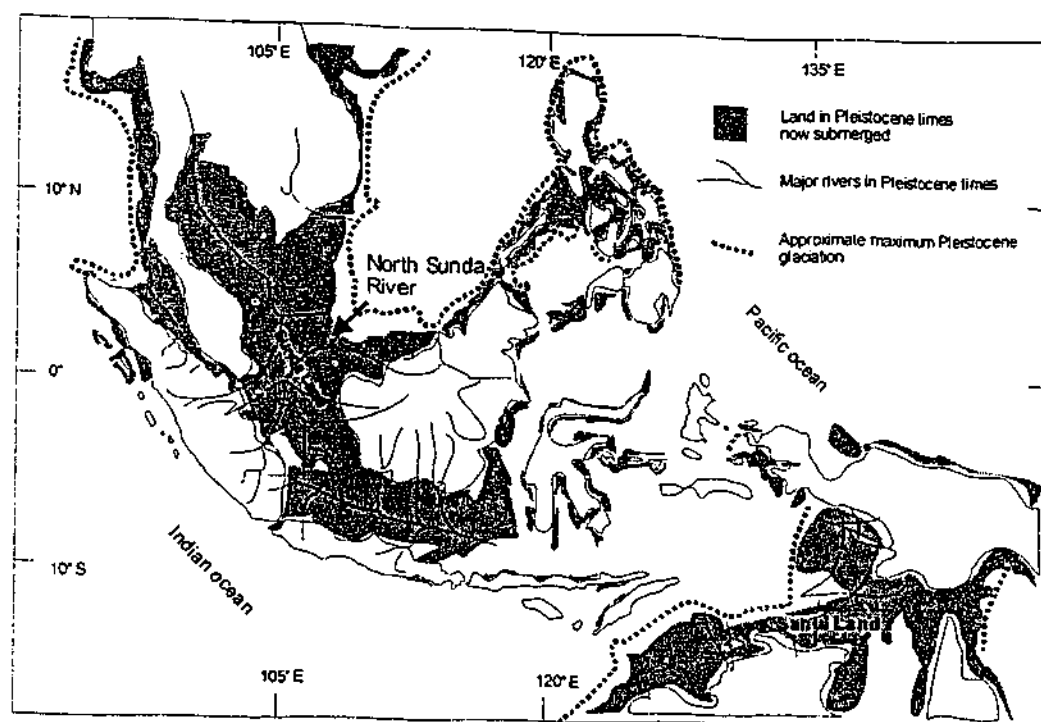 105°E
120°E
135°E
Land in Pleistocene times
now submerged
10°N
Major rivers in Pleistocene times
Approximate maximum Pleistocene
glaciation
North Sunda
River
Pacific ocean
0°
Indian ocean
10°S
Land
105°E
120°E